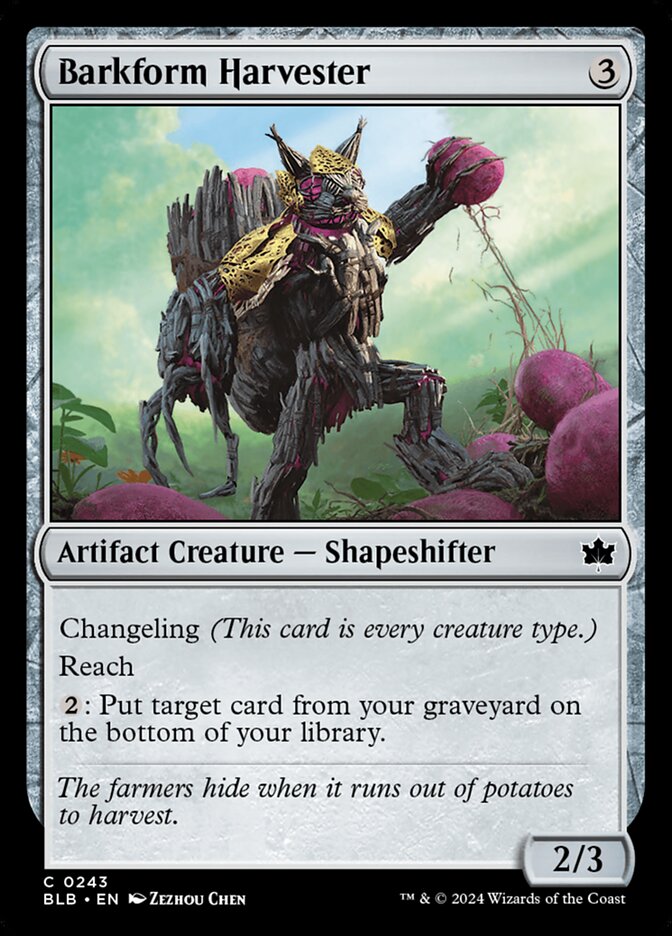 Barkform Harvester 3
Artifact Creature — Shapeshifter
Changeling (This card is every creature type.)
Reach
2: Put target card from your graveyard on
the bottom of your library.
The farmers hide when it runs out of potatoes
to harvest.
2/3
C 0243
BLB • EN Zezhou Chen
™ & © 2024 Wizards of the Coast